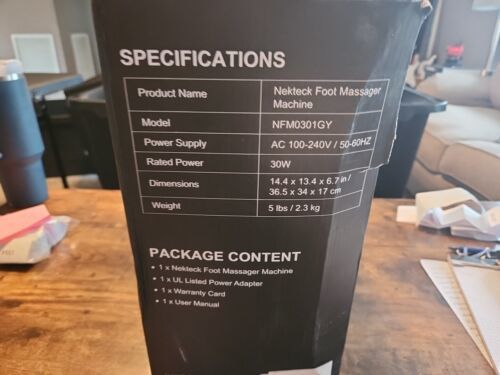 SPECIFICATIONS
Product Name
Nekteck Foot Massager
Machine
Model
NFM0301GY
Power Supply
AC 100-240V / 50-60HZ
Rated Power
30W
Dimensions
14.4 x 13.4 x 6.7 in /
36.5 x 34 x 17 cm
Weight
5 lbs / 2.3 kg
PACKAGE CONTENT
• 1 x Nekteck Foot Massager Machine
• 1 x UL Listed Power Adapter
• 1 x Warranty Card
• 1 x User Manual